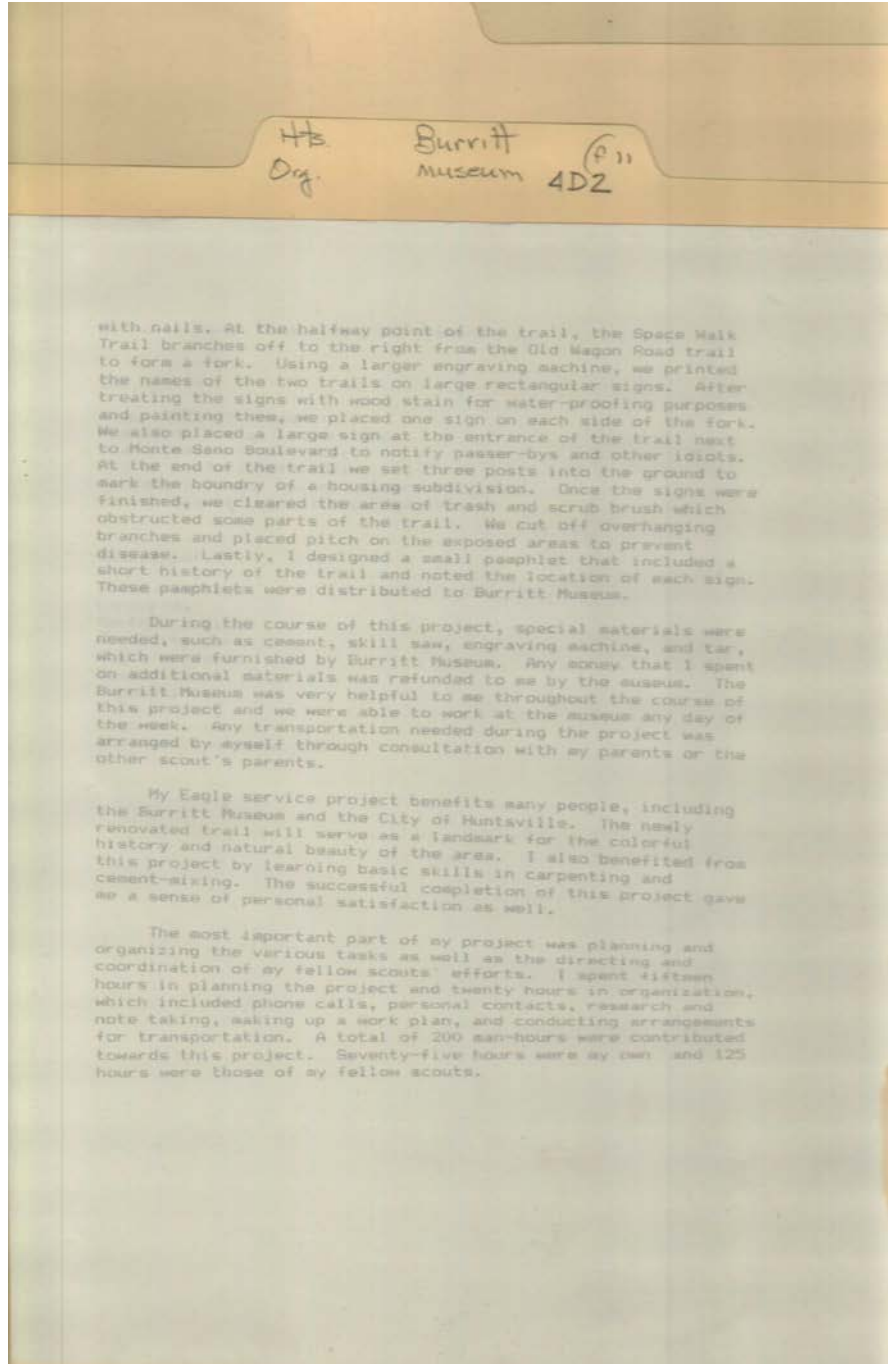 Hts. Burritt
Org. Museum 4D2
with nails. At the halfway point of the trail, the Space Walk
Trail branches off to the right from the Old Wagon Road trail
to form a fork. Using a larger engraving machine, we printed
the names of the two trails on large rectangular signs. After
treating the signs with wood stain for water-proofing purposes
and painting them, we placed one sign on each side of the fork.
We also placed a large sign at the entrance of the trail next
to Monte Sano Boulevard to notify passer-bys and other idiots.
At the end of the trail we set three posts into the ground to
mark the boundry of a housing subdivision. Once the signs were
finished, we cleared the area of trash and scrub brush which
obstructed some parts of the trail. We cut off overhanging
branches and placed pitch on the exposed areas to prevent
disease. Lastly, I designed a small pamphlet that included a
short history of the trail and noted the location of each sign.
These pamphlets were distributed to Burritt Museum.
During the course of this project, special materials were
needed, such as cement, skill saw, engraving machine, and tar,
which were furnished by Burritt Museum. Any money that I spent
on additional materials was refunded to me by the museum. The
Burritt Museum was very helpful to me throughout the course of
this project and we were able to work at the museum any day of
the week. Any transportation needed during the project was
arranged by myself through consultation with my parents or the
other scout's parents.
My Eagle service project benefits many people, including
the Burritt Museum and the City of Huntsville. The newly
renovated trail will serve as a landmark for the colorful
history and natural beauty of the area. I also benefited from
this project by learning basic skills in carpenting and
cement-mixing. The successful completion of this project gave
me a sense of personal satisfaction as well.
The most important part of my project was planning and
organizing the various tasks as well as the directing and
coordination of my fellow scouts' efforts. I spent fifteen
hours in planning the project and twenty hours in organization,
which included phone calls, personal contacts, research and
note taking, making up a work plan, and conducting arrangements
for transportation. A total of 200 man-hours were contributed
towards this project. Seventy-five hours were my own and 125
hours were those of my fellow scouts.